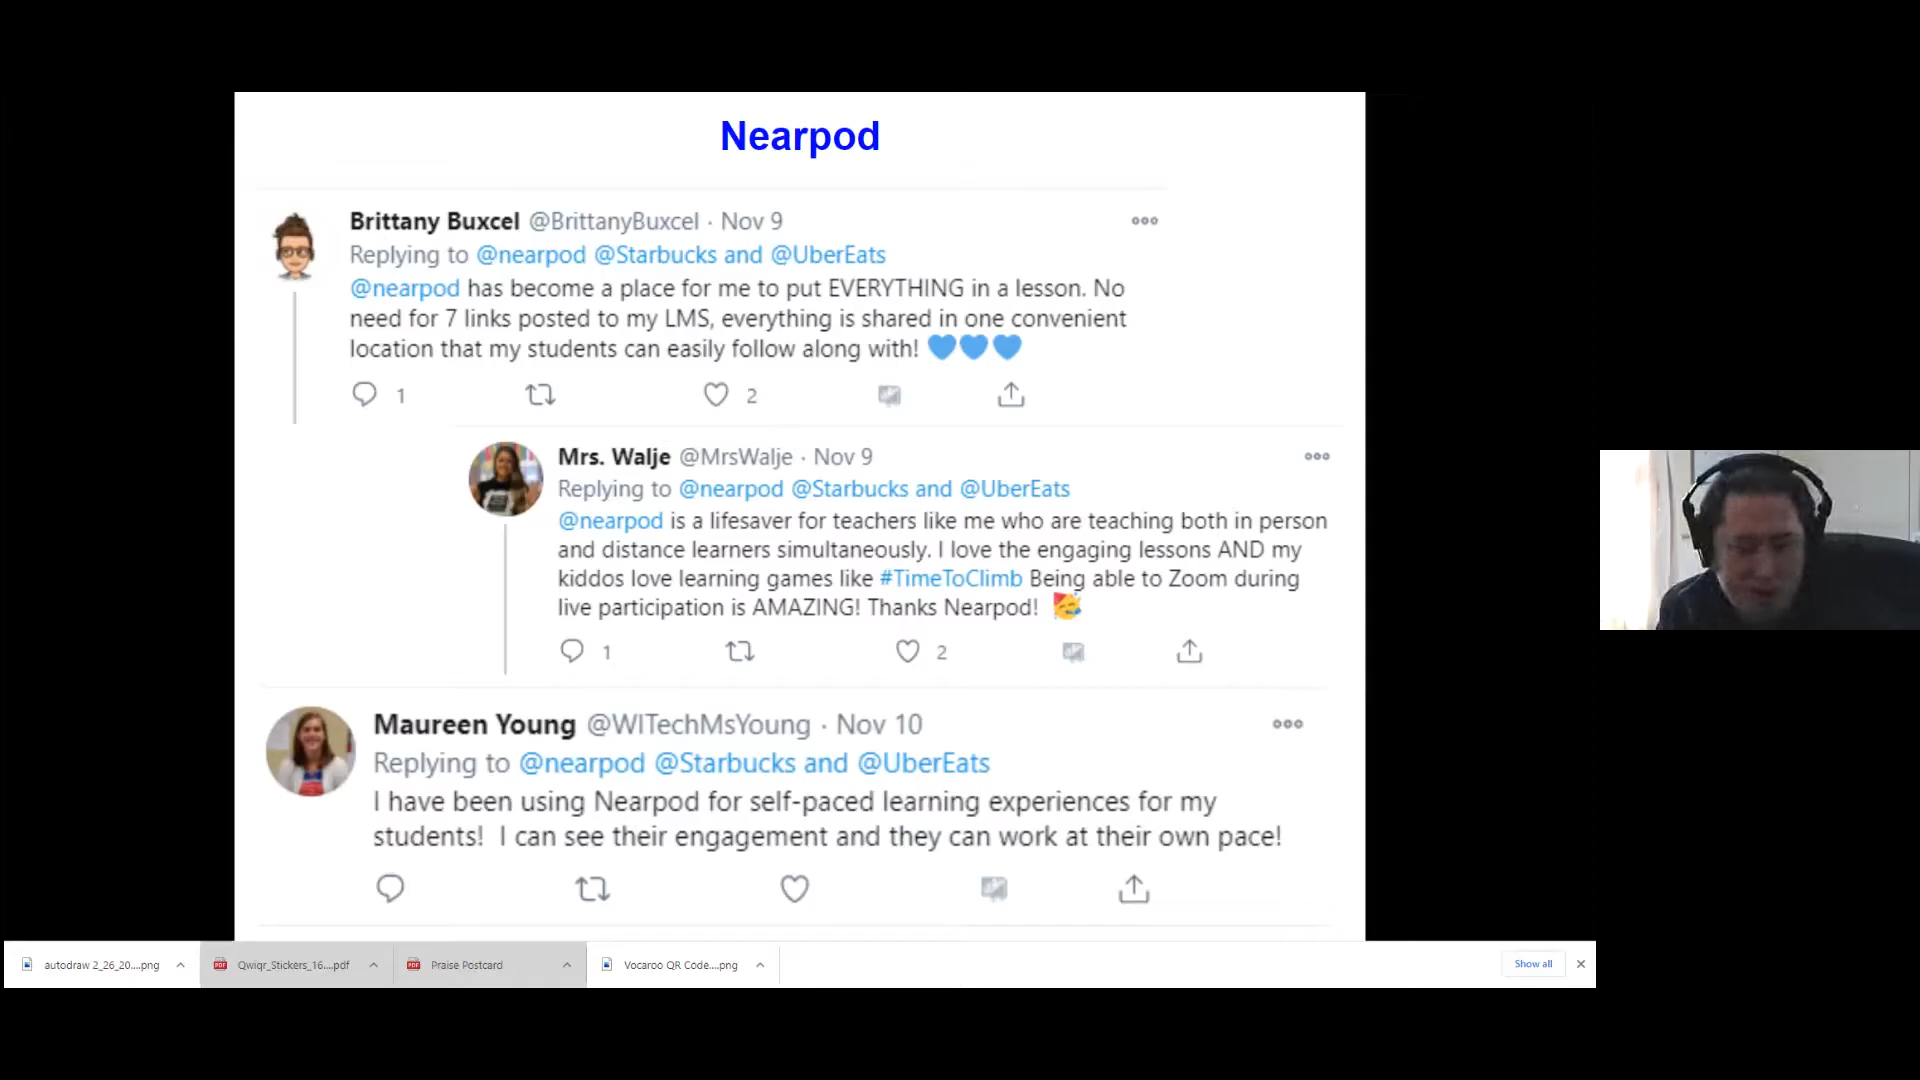 Nearpod
Brittany Buxcel @BrittanyBuxcel · Nov 9
Replying to @nearpod @Starbucks and @UberEats
@nearpod has become a place for me to put EVERYTHING in a lesson. No
need for 7 links posted to my LMS, everything is shared in one convenient
location that my students can easily follow along with! 💙💙💙
1 2
Mrs. Walje @MrsWalje · Nov 9
Replying to @nearpod @Starbucks and @UberEats
@nearpod is a lifesaver for teachers like me who are teaching both in person
and distance learners simultaneously. I love the engaging lessons AND my
kiddos love learning games like #TimeToClimb Being able to Zoom during
live participation is AMAZING! Thanks Nearpod! 🥳
1 2
Maureen Young @WITechMsYoung · Nov 10
Replying to @nearpod @Starbucks and @UberEats
I have been using Nearpod for self-paced learning experiences for my
students! I can see their engagement and they can work at their own pace!
autodraw 2_26_20....png Qwiqr_Stickers_16....pdf Praise Postcard Vocaroo QR Code....png Show all